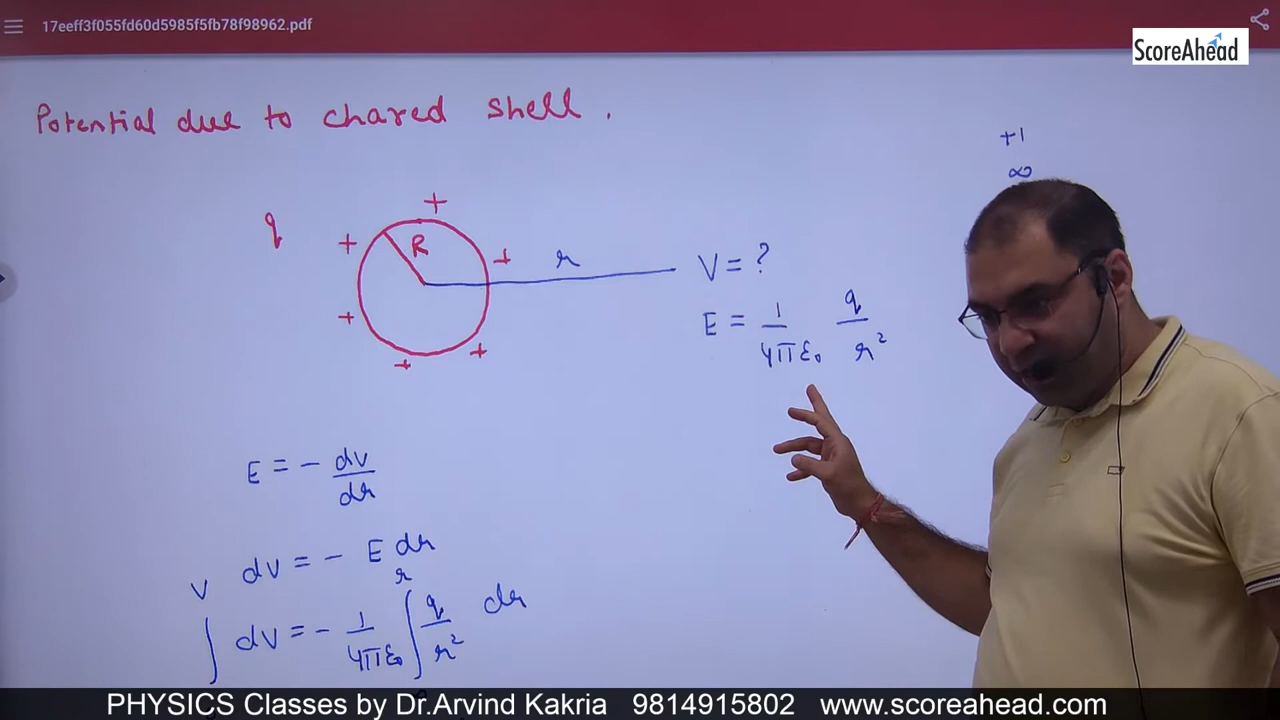 17eeff3f055fd60d5985f5fb78f98962.pdf
ScoreAhead
Potential due to chared shell.
+1
∞
q
+ + + + + +
R
r
V = ?
E = 1/4πε₀ q/r²
E = - dv/dr
dv = - E dr
∫ᵛ dv = - 1/4πε₀ ∫ʳ q/r² dr
PHYSICS Classes by Dr.Arvind Kakria 9814915802 www.scoreahead.com